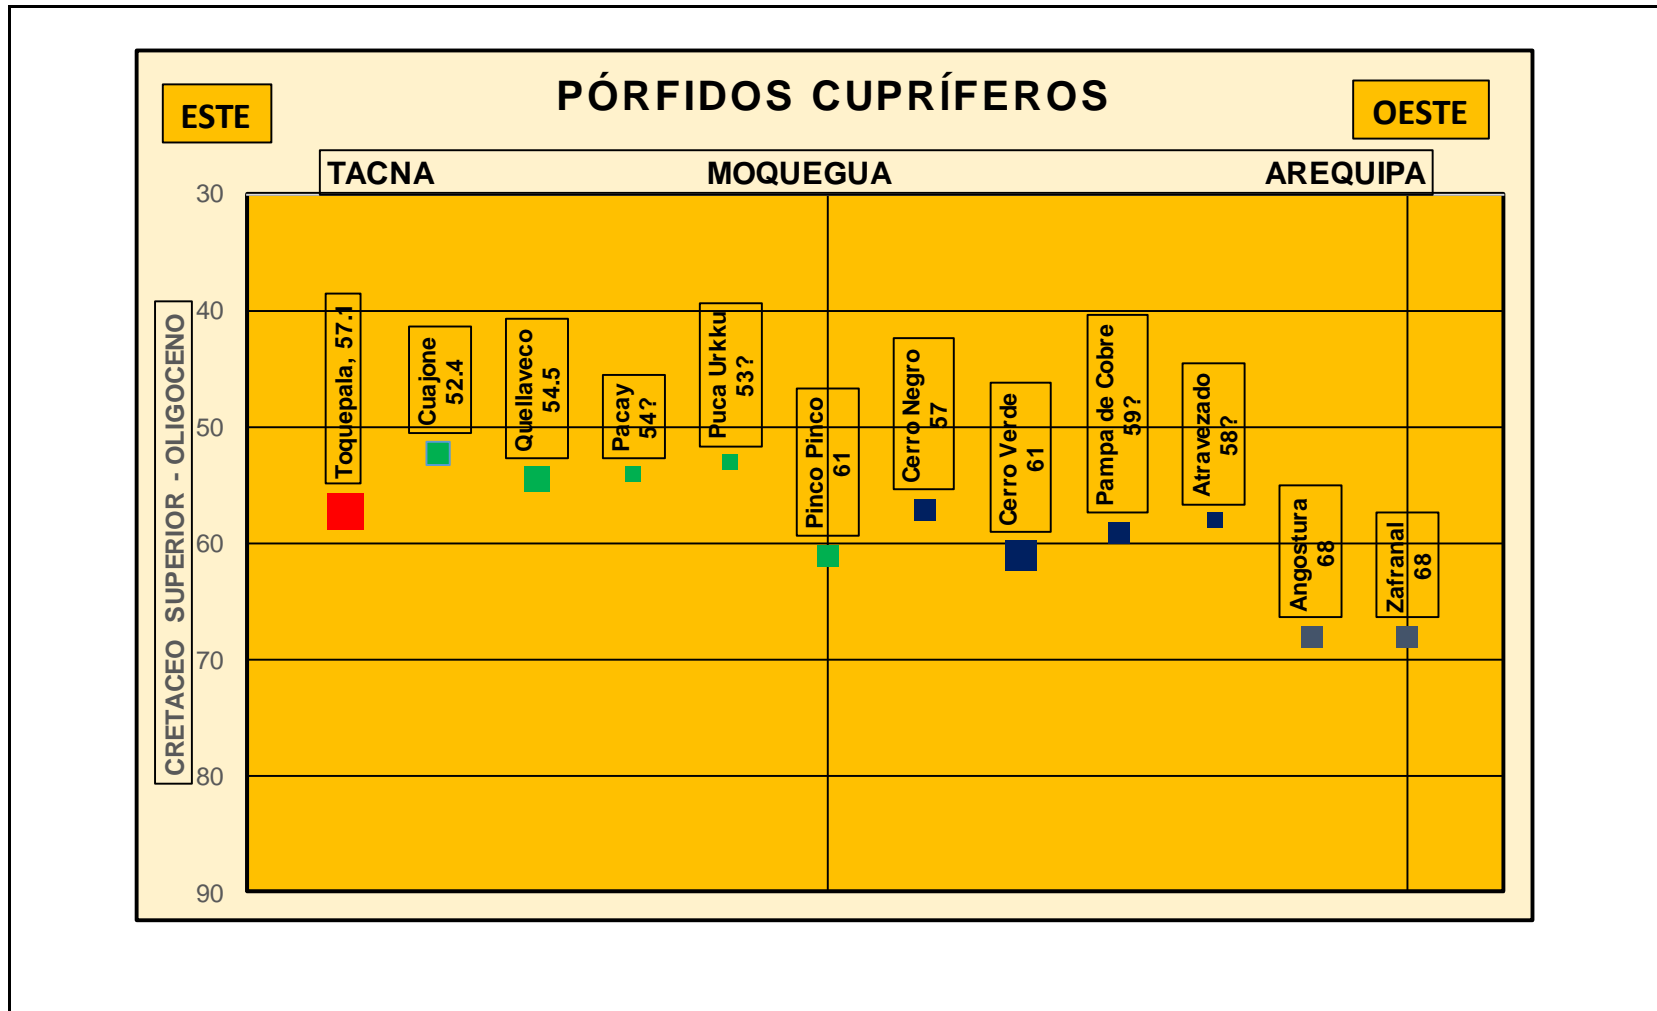 PÓRFIDOS CUPRÍFEROS
ESTE
OESTE
TACNA MOQUEGUA AREQUIPA
30
40
50
60
70
80
90
CRETACEO SUPERIOR - OLIGOCENO
Toquepala, 57.1
Cuajone
52.4
Quellaveco
54.5
Pacay
54?
Puca Urkku
53?
Pinco Pinco
61
Cerro Negro
57
Cerro Verde
61
Pampa de Cobre
59?
Atravezado
58?
Angostura
68
Zafranal
68